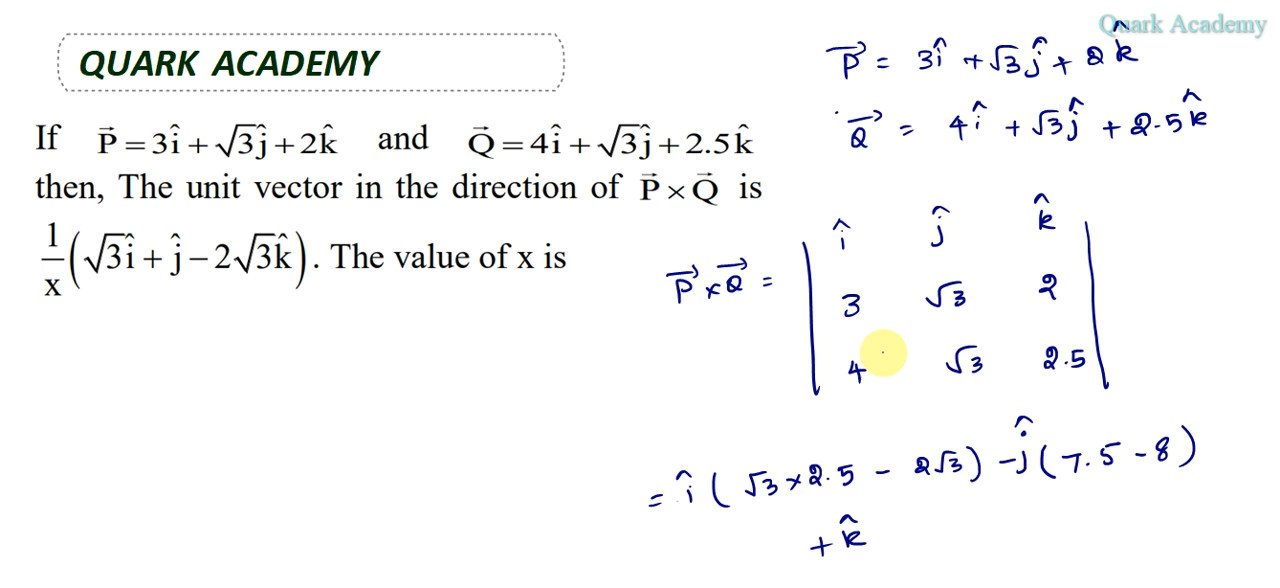 Quark Academy
QUARK ACADEMY
If P⃗ = 3î + √3ĵ + 2k̂ and Q⃗ = 4î + √3ĵ + 2.5k̂
then, The unit vector in the direction of P⃗ × Q⃗ is
1/x (√3î + ĵ − 2√3k̂). The value of x is
P⃗ = 3î + √3ĵ + 2k̂
Q⃗ = 4î + √3ĵ + 2.5k̂
P⃗ × Q⃗ = | î ĵ k̂ |
| 3 √3 2 |
| 4 √3 2.5 |
= î (√3 × 2.5 − 2√3) − ĵ (7.5 − 8)
+ k̂